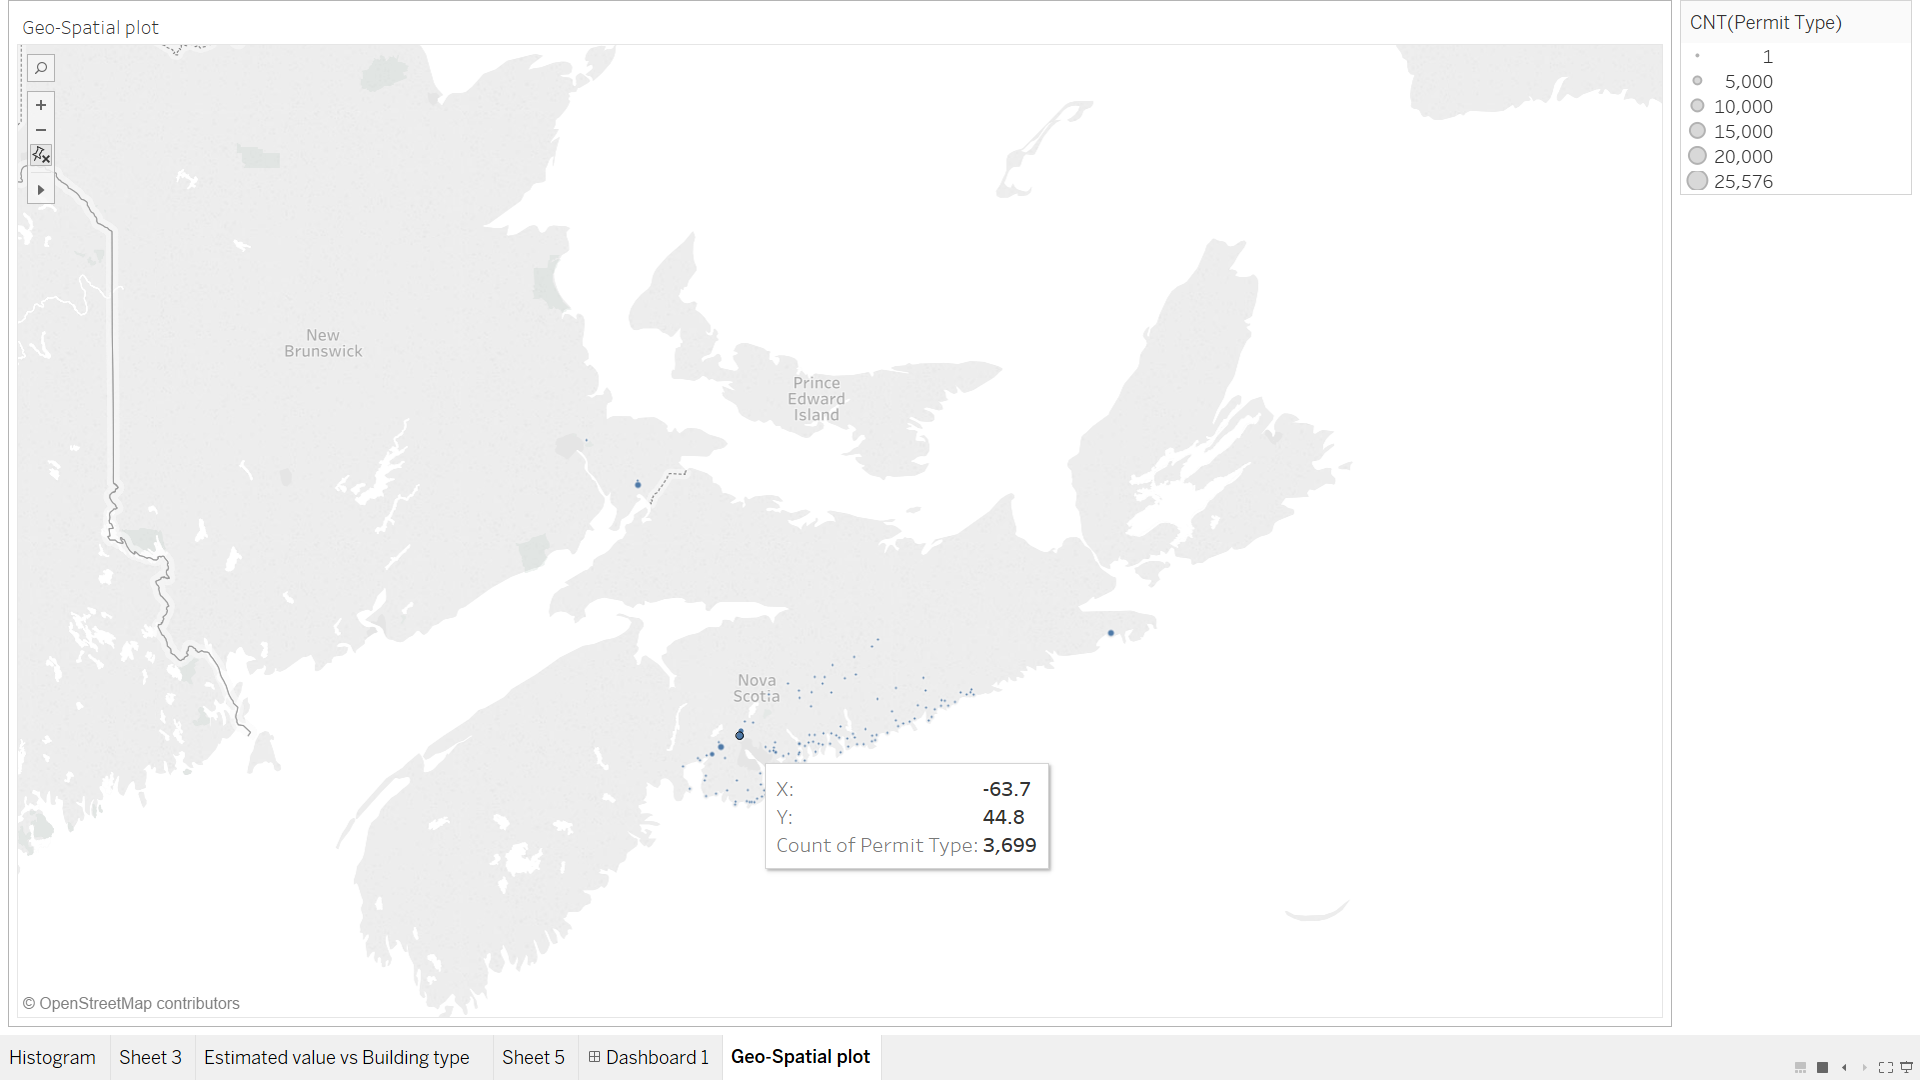 Geo-Spatial plot
CNT(Permit Type)
1
5,000
10,000
15,000
20,000
25,576
New
Brunswick
Prince
Edward
Island
Nova
Scotia
X: -63.7
Y: 44.8
Count of Permit Type: 3,699
© OpenStreetMap contributors
Histogram Sheet 3 Estimated value vs Building type Sheet 5 Dashboard 1 Geo-Spatial plot